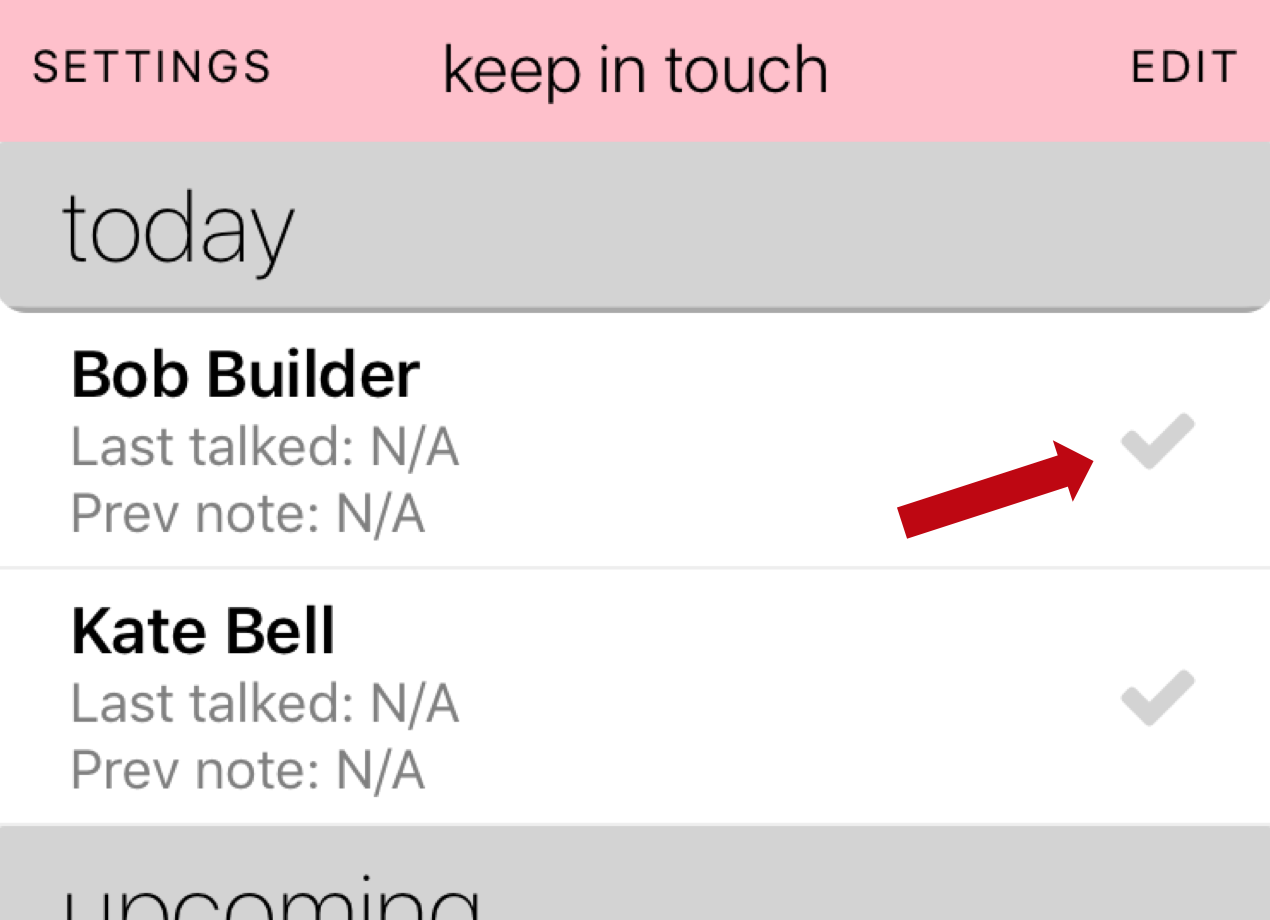 SETTINGS keep in touch EDIT
today
Bob Builder
Last talked: N/A
Prev note: N/A
Kate Bell
Last talked: N/A
Prev note: N/A
upcoming